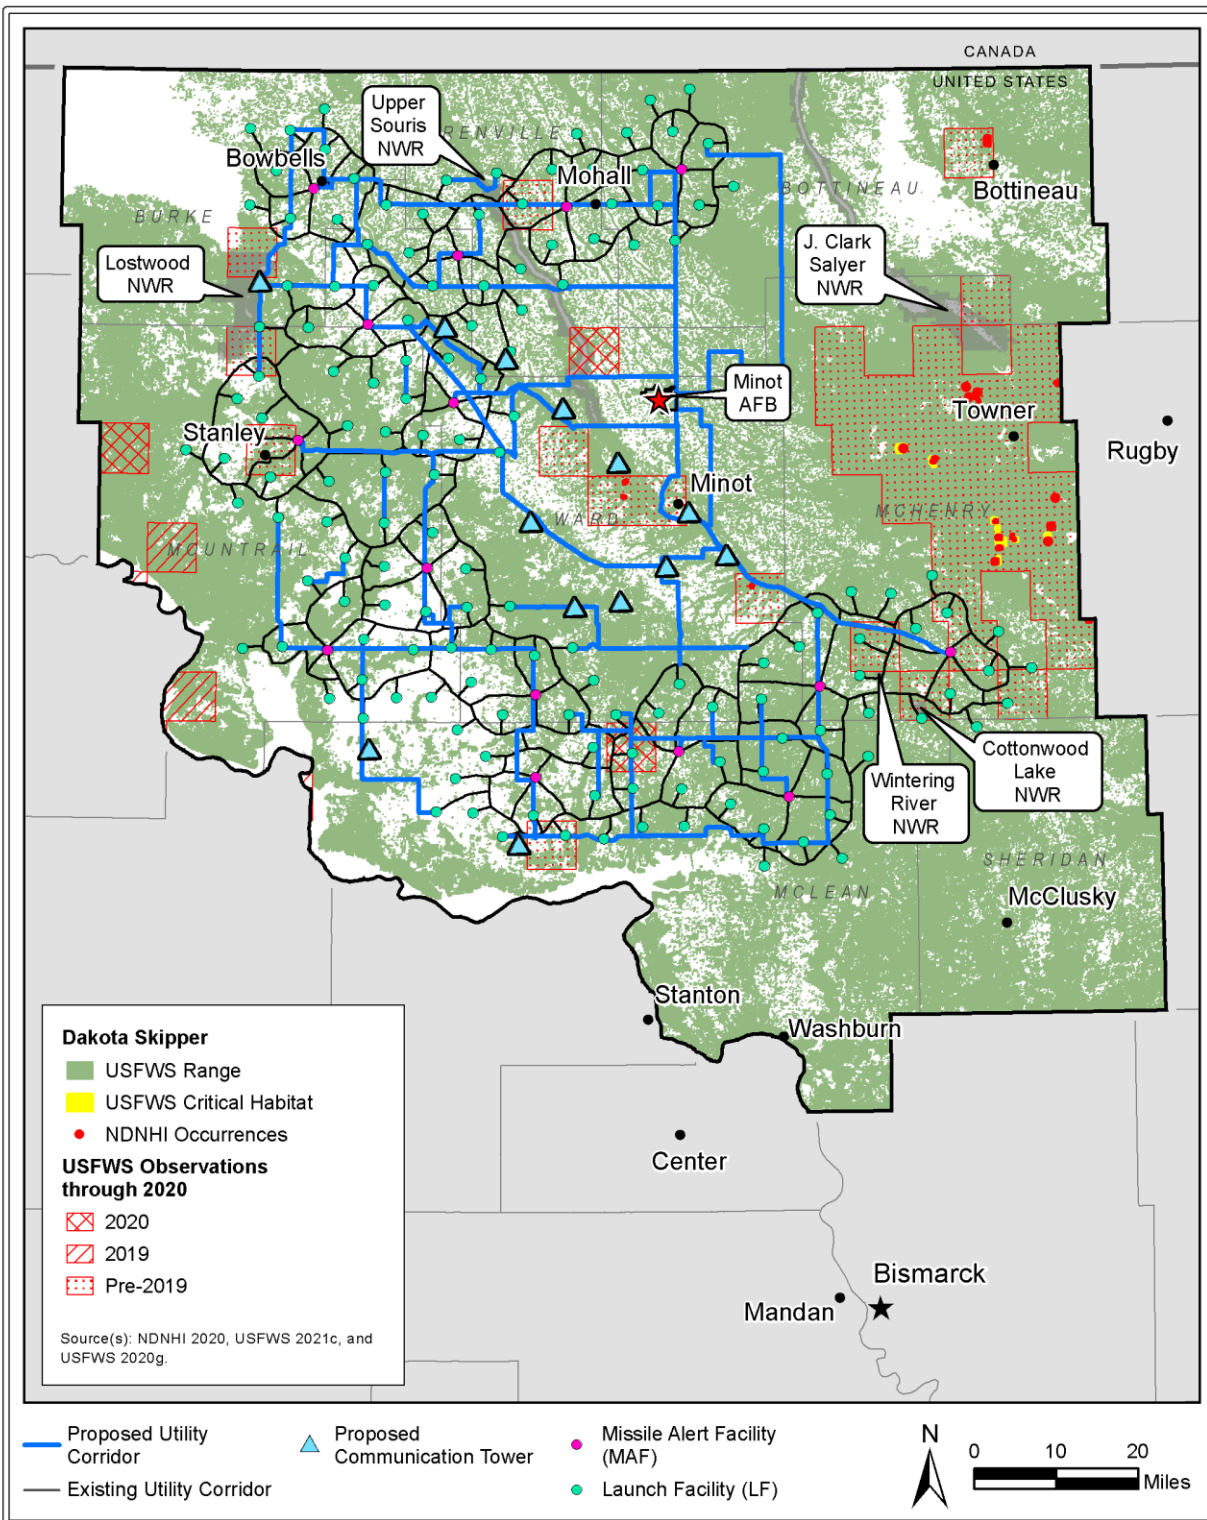 CANADA
UNITED STATES
Upper
Souris
NWR
RENVILLE
Bowbells
Mohall
BOTTINEAU
Bottineau
BURKE
J. Clark
Salyer
NWR
Lostwood
NWR
Minot
AFB
Towner
Stanley
Rugby
Minot
WARD
MCHENRY
MOUNTRAIL
Cottonwood
Lake
NWR
Wintering
River
NWR
SHERIDAN
MCLEAN
McClusky
Stanton
Washburn
Center
Bismarck
Mandan
Dakota Skipper
USFWS Range
USFWS Critical Habitat
NDNHI Occurrences
USFWS Observations
through 2020
2020
2019
Pre-2019
Source(s): NDNHI 2020, USFWS 2021c, and
USFWS 2020g.
Proposed Utility
Corridor
Existing Utility Corridor
Proposed
Communication Tower
Missile Alert Facility
(MAF)
Launch Facility (LF)
N
0 10 20
Miles